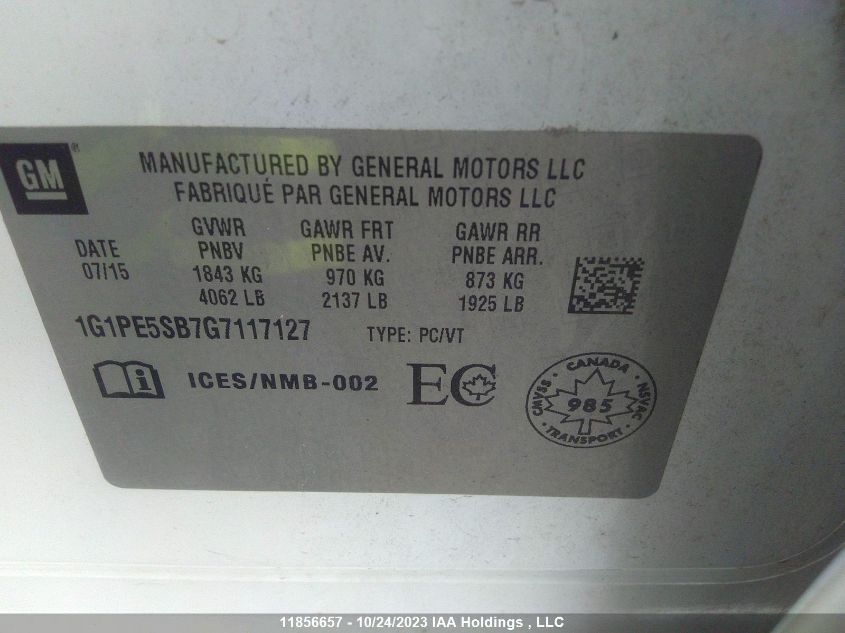 GM®
MANUFACTURED BY GENERAL MOTORS LLC
FABRIQUÉ PAR GENERAL MOTORS LLC
DATE
07/15
GVWR
PNBV
1843 KG
4062 LB
GAWR FRT
PNBE AV.
970 KG
2137 LB
GAWR RR
PNBE ARR.
873 KG
1925 LB
1G1PE5SB7G7117127 TYPE: PC/VT
i ICES/NMB-002 EC
CMVSS · CANADA · NSVAC
985
· TRANSPORT ·
11856657 - 10/24/2023 IAA Holdings , LLC